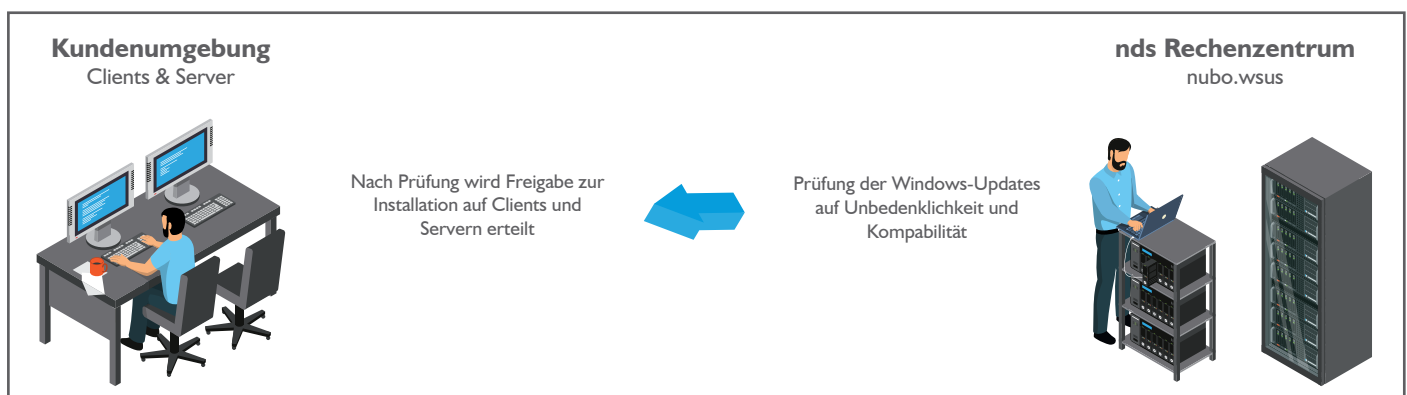 Kundenumgebung
Clients & Server
nds Rechenzentrum
nubo.wsus
Nach Prüfung wird Freigabe zur
Installation auf Clients und
Servern erteilt
Prüfung der Windows-Updates
auf Unbedenklichkeit und
Kompabilität